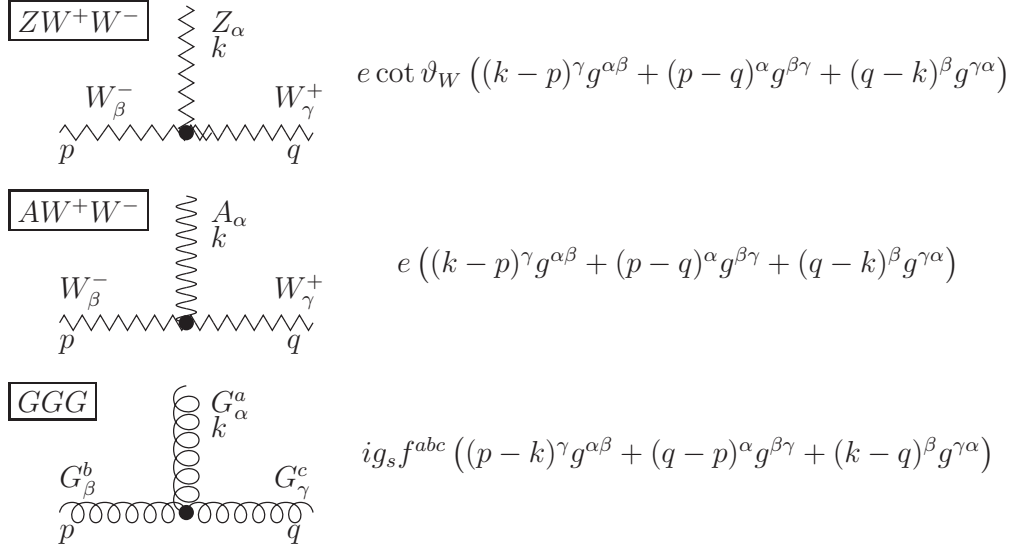 ZW⁺W⁻
Z_α
k
W⁻_β
W⁺_γ
p
q
e cot ϑ_W ((k − p)^γ g^{αβ} + (p − q)^α g^{βγ} + (q − k)^β g^{γα})
AW⁺W⁻
A_α
k
W⁻_β
W⁺_γ
p
q
e ((k − p)^γ g^{αβ} + (p − q)^α g^{βγ} + (q − k)^β g^{γα})
GGG
G^a_α
k
G^b_β
G^c_γ
p
q
ig_s f^{abc} ((p − k)^γ g^{αβ} + (q − p)^α g^{βγ} + (k − q)^β g^{γα})